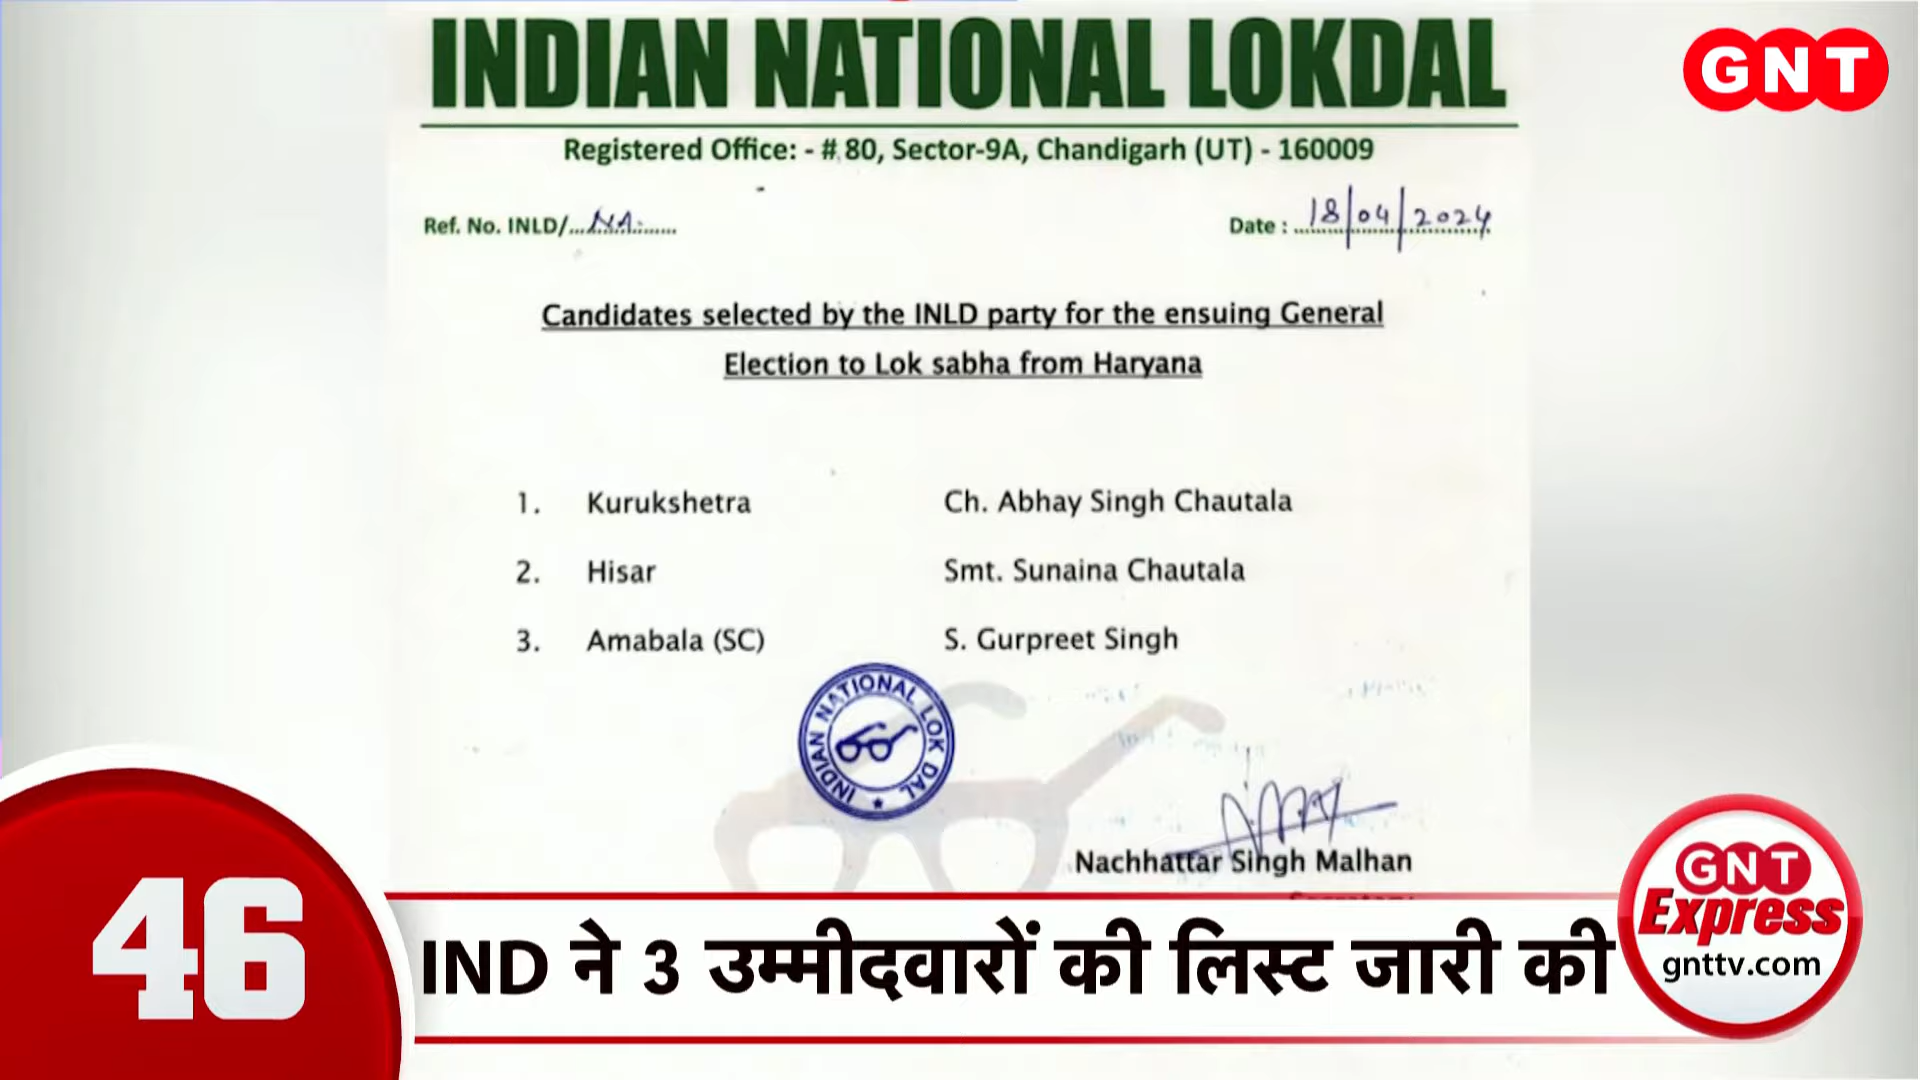 INDIAN NATIONAL LOKDAL
GNT
Registered Office: - # 80, Sector-9A, Chandigarh (UT) - 160009
Ref. No. INLD/...NA.......
Date : 18/04/2024
Candidates selected by the INLD party for the ensuing General
Election to Lok sabha from Haryana
1. Kurukshetra Ch. Abhay Singh Chautala
2. Hisar Smt. Sunaina Chautala
3. Amabala (SC) S. Gurpreet Singh
INDIAN NATIONAL LOK DAL
Nachhattar Singh Malhan
46
IND ने 3 उम्मीदवारों की लिस्ट जारी की
GNT
Express
gnttv.com